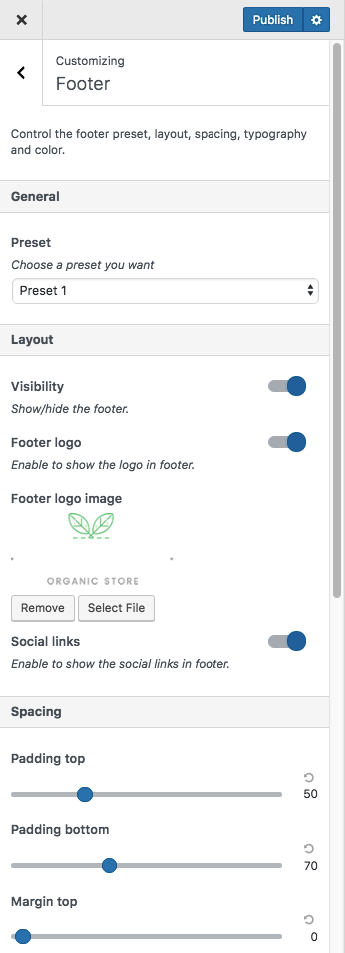 Publish
Customizing
Footer
Control the footer preset, layout, spacing, typography
and color.
General
Preset
Choose a preset you want
Preset 1
Layout
Visibility
Show/hide the footer.
Footer logo
Enable to show the logo in footer.
Footer logo image
ORGANIC STORE
Remove
Select File
Social links
Enable to show the social links in footer.
Spacing
Padding top
50
Padding bottom
70
Margin top
0